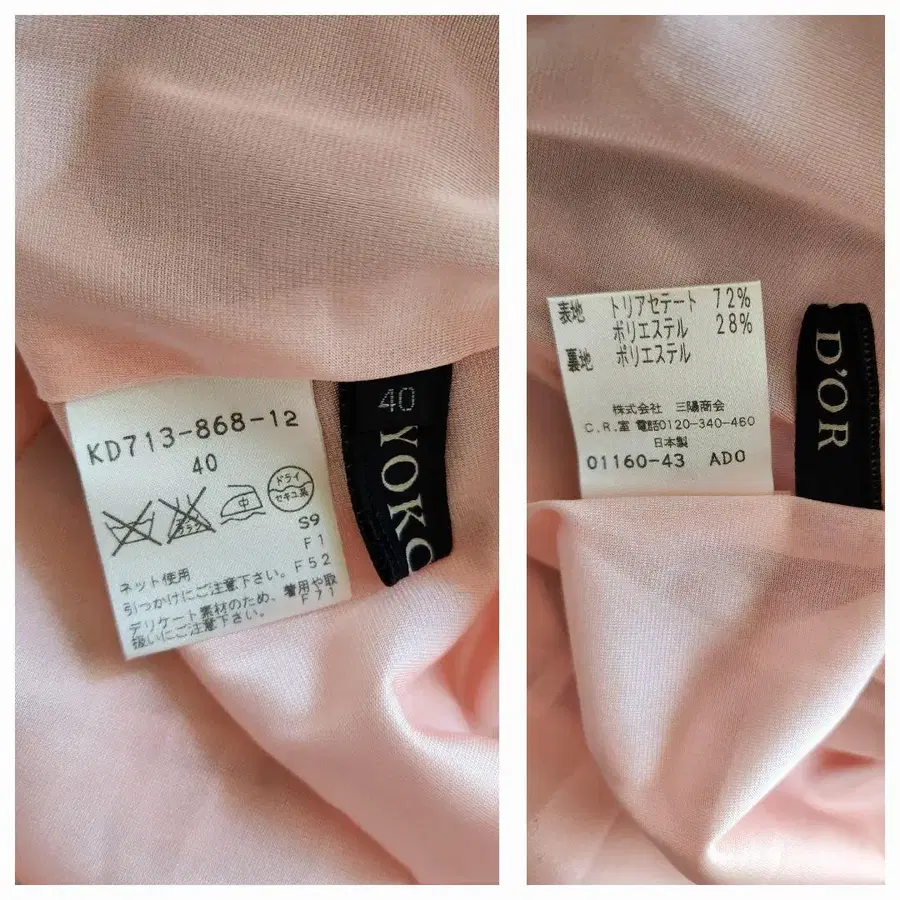 KD713-868-12
40
中
ドライ
セキユ系
S9
F1
ネット使用
F52
引っかけにご注意下さい。
デリケート素材のため、着用や取
扱いにご注意下さい。
F71
40
YOKO
表地 トリアセテート 72%
ポリエステル 28%
裏地 ポリエステル
株式会社 三陽商会
C.R.室 電話0120-340-460
日本製
01160-43 ADO
D'OR